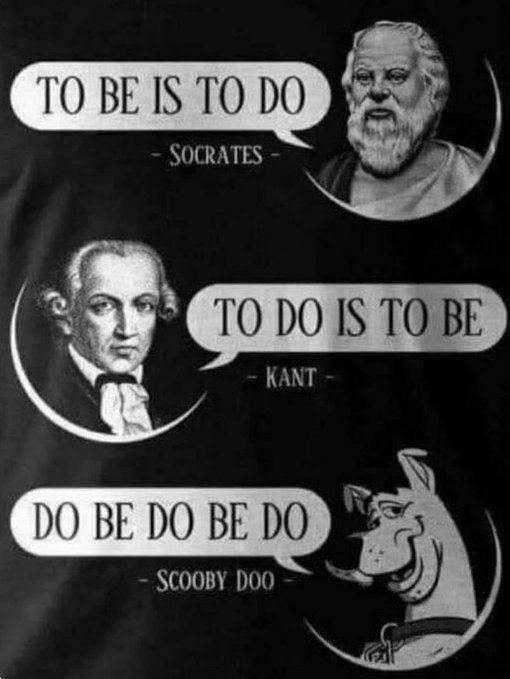 TO BE IS TO DO
- SOCRATES -
TO DO IS TO BE
- KANT -
DO BE DO BE DO
- SCOOBY DOO -